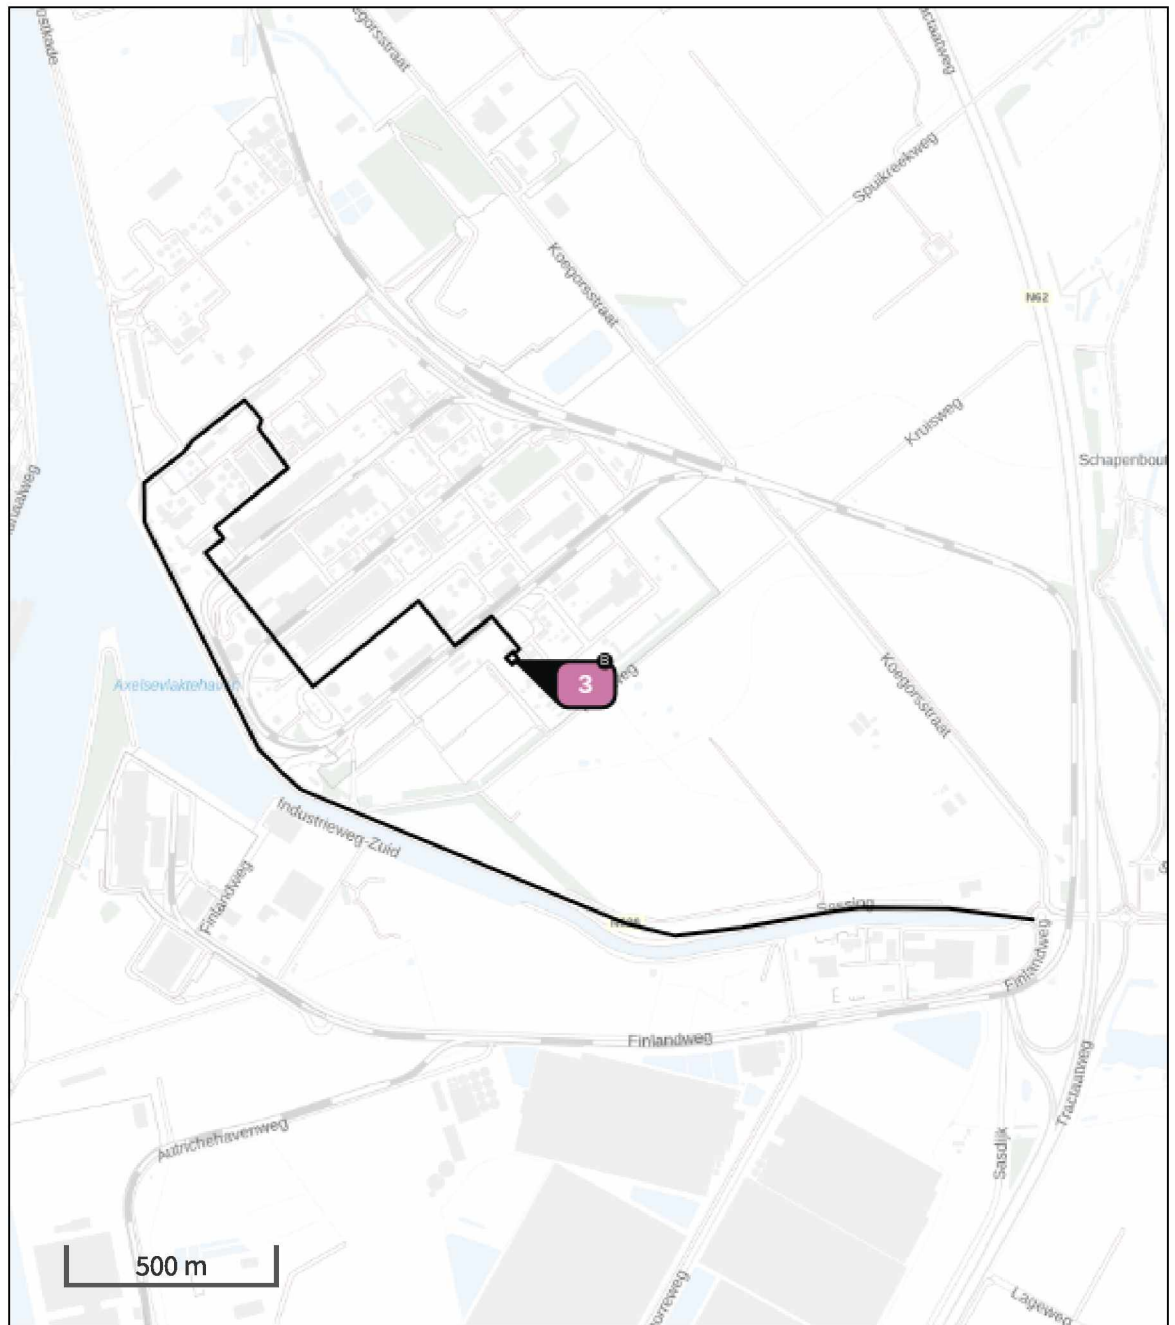 Koegorsstraat
Spuikreekweg
Koegorsstraat
N62
Kruisweg
Schapenbout
3
Koegorsstraat
Axelsevlaktehaven
Industrieweg-Zuid
Finlandweg
Sassing
Finlandweg
Finlandweg
Tractaatweg
Autrichehavenweg
Sasdijk
500 m
Lageweg